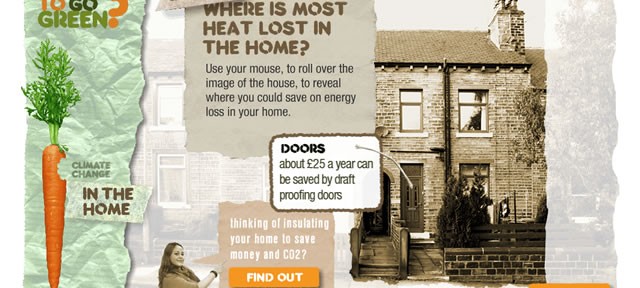 TO GO
GREEN?
WHERE IS MOST
HEAT LOST IN
THE HOME?
Use your mouse, to roll over the
image of the house, to reveal
where you could save on energy
loss in your home.
CLIMATE
CHANGE
IN THE
HOME
DOORS
about £25 a year can
be saved by draft
proofing doors
thinking of insulating
your home to save
money and CO2?
FIND OUT